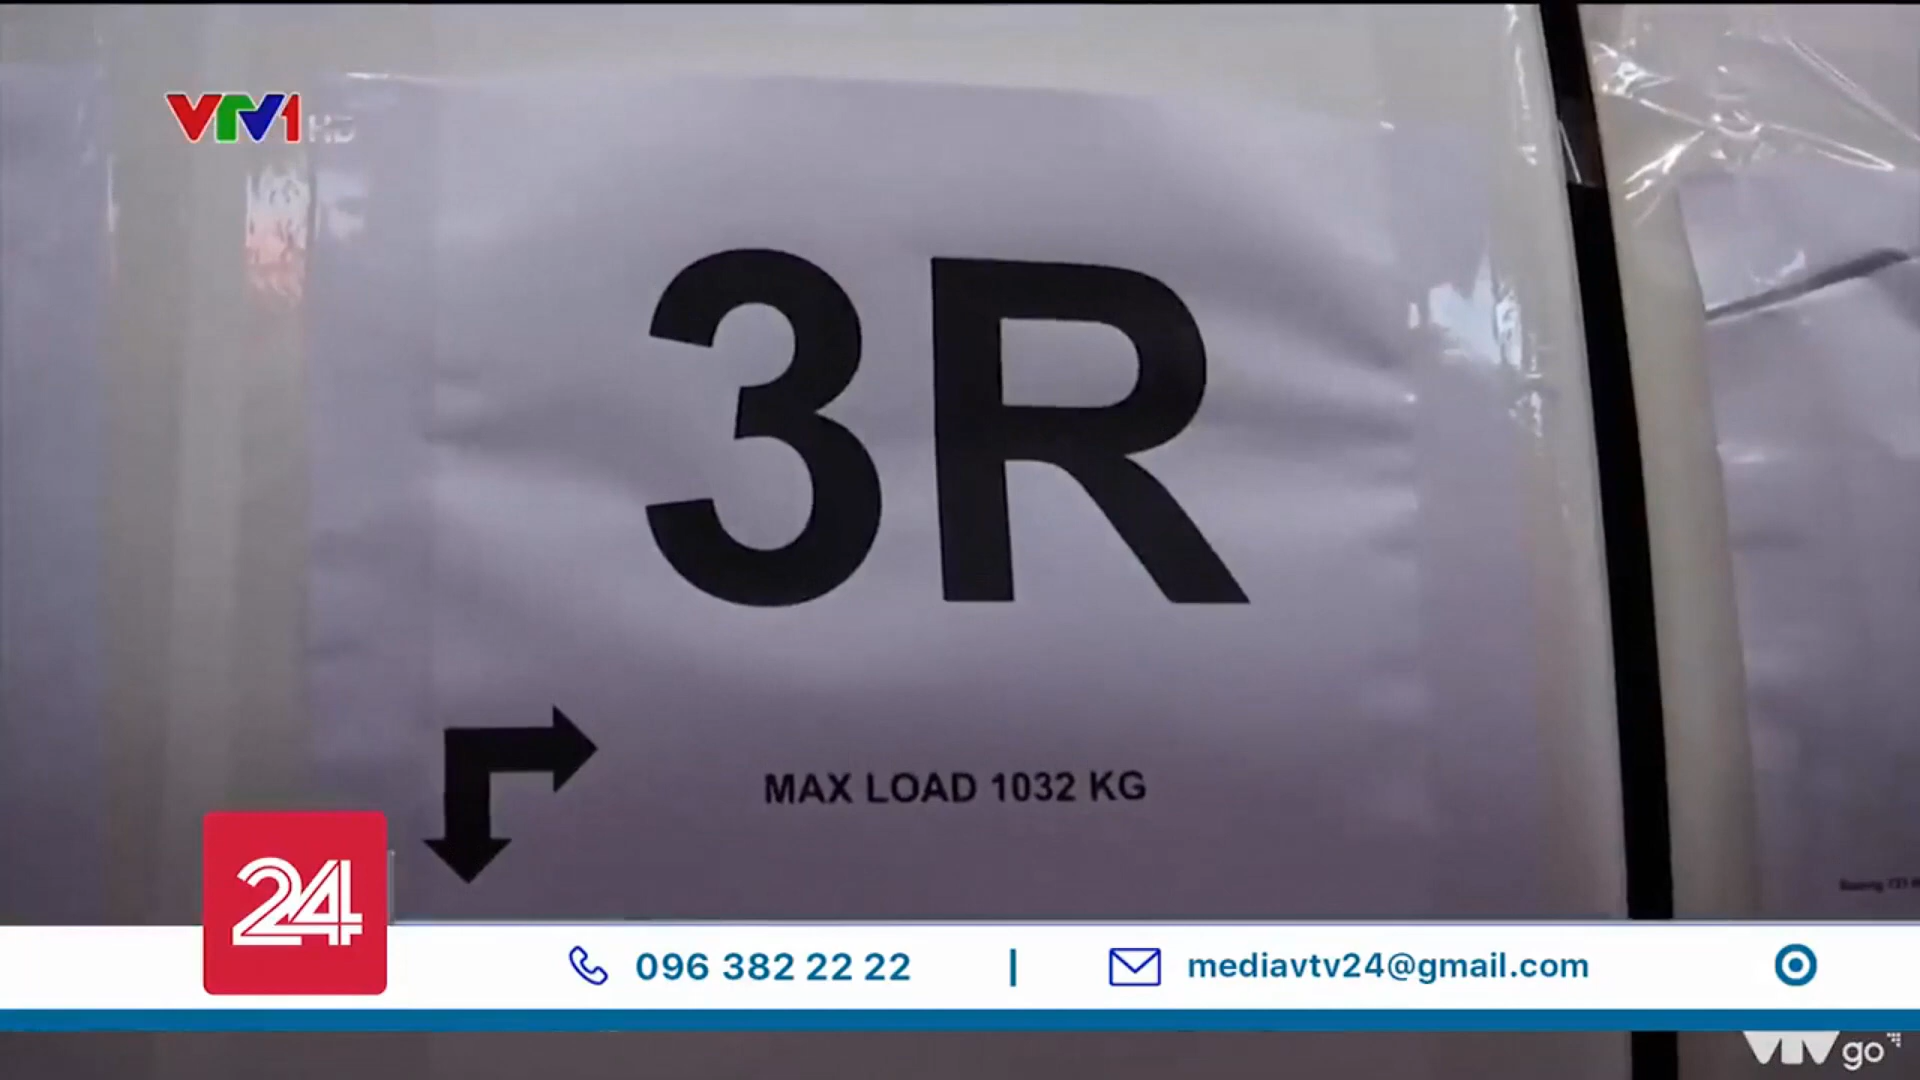 VTV1 HD
3R
MAX LOAD 1032 KG
24
096 382 22 22 | mediavtv24@gmail.com
VTV go